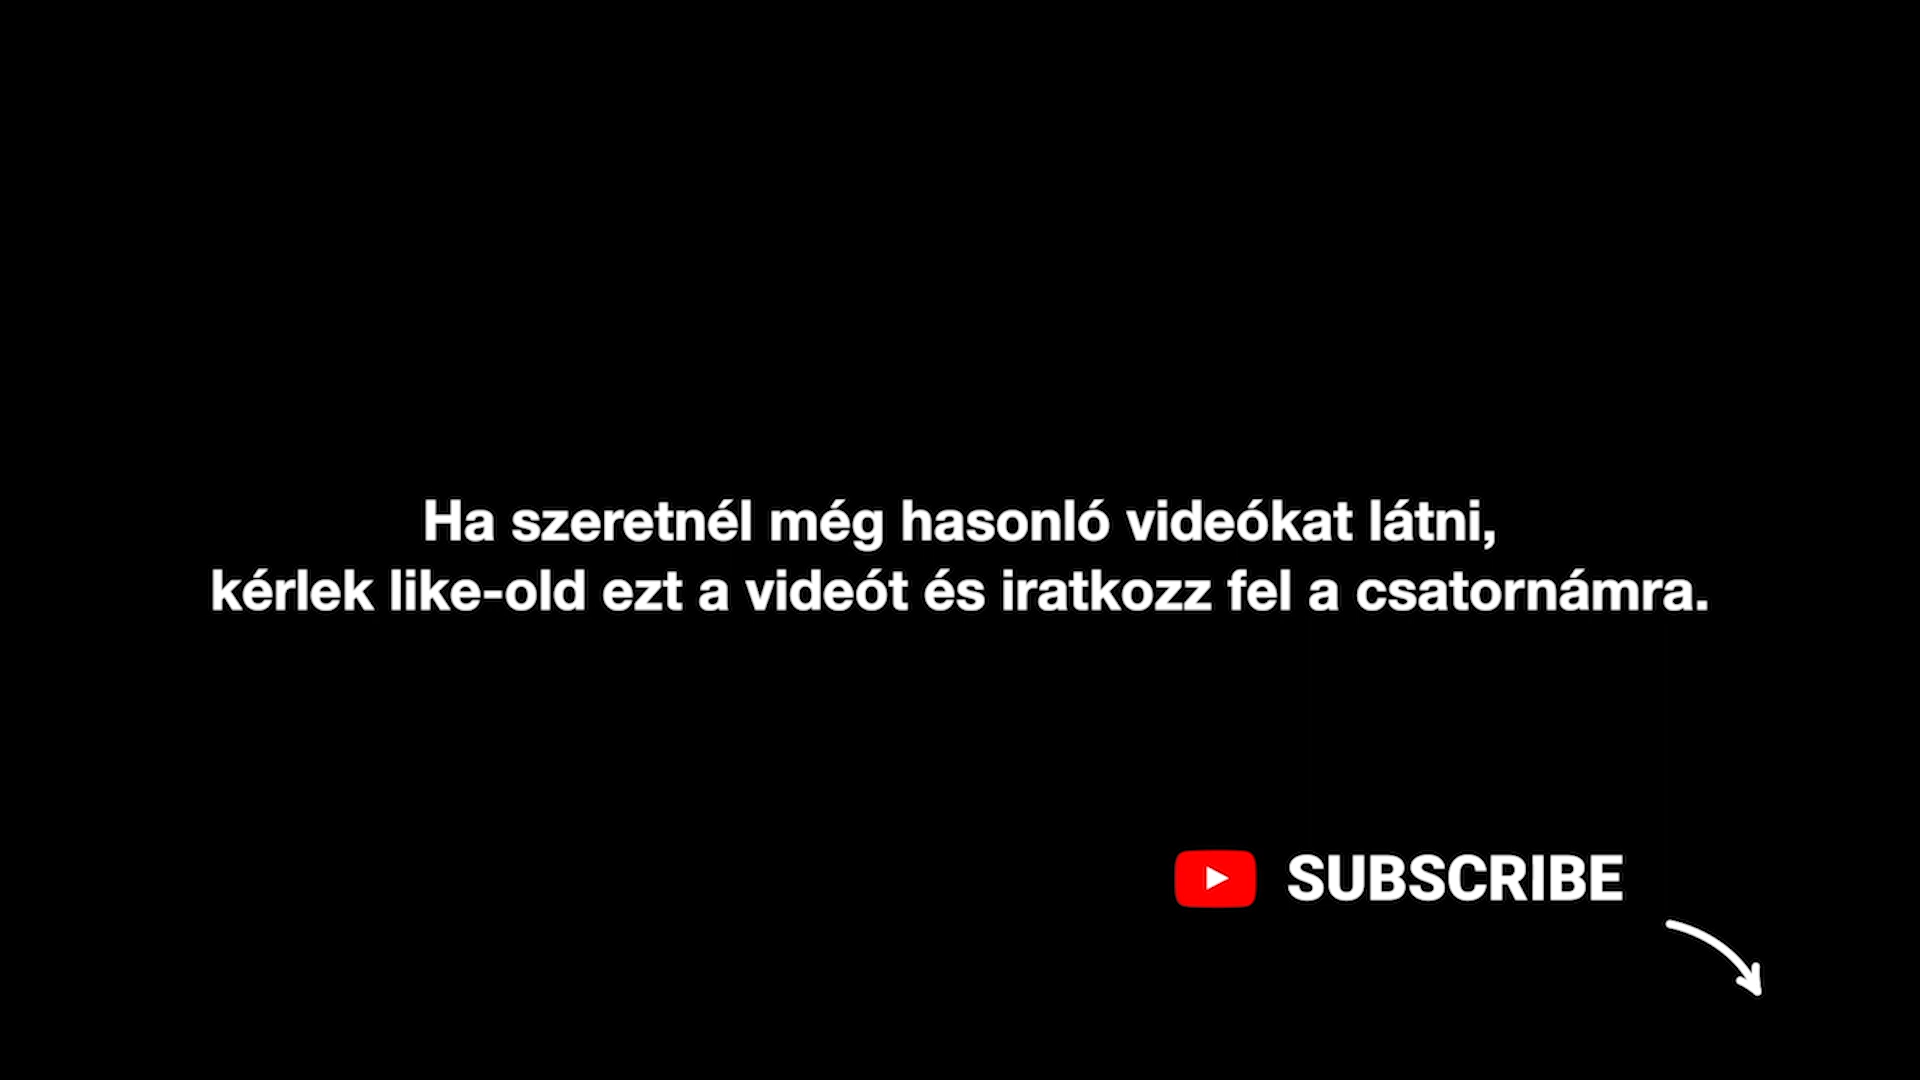 Ha szeretnél még hasonló videókat látni,
kérlek like-old ezt a videót és iratkozz fel a csatornámra.
SUBSCRIBE